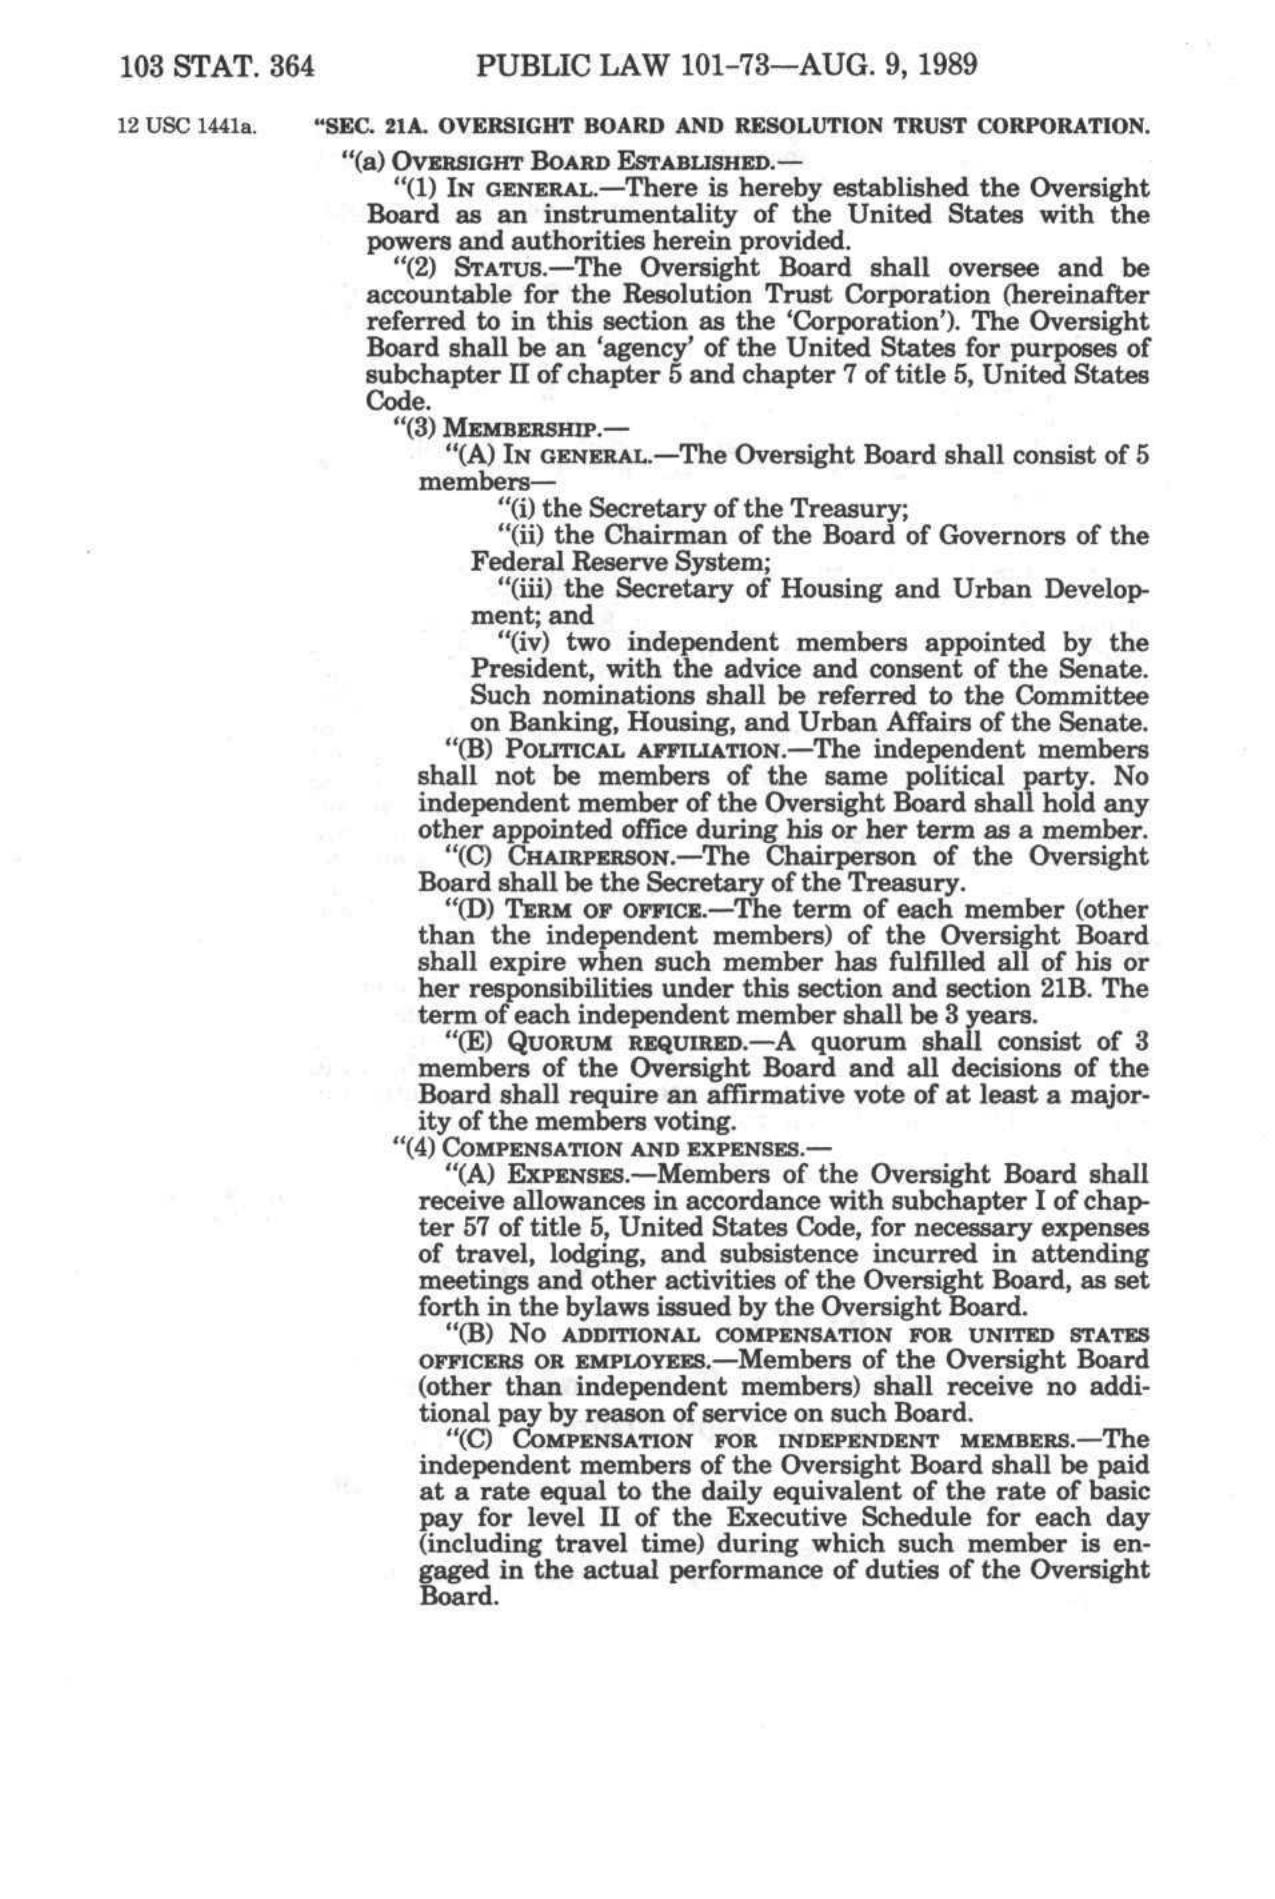 103 STAT. 364 PUBLIC LAW 101-73—AUG. 9, 1989
12 USC 1441a. "SEC. 21A. OVERSIGHT BOARD AND RESOLUTION TRUST CORPORATION.
"(a) OVERSIGHT BOARD ESTABLISHED.—
"(1) IN GENERAL.—There is hereby established the Oversight
Board as an instrumentality of the United States with the
powers and authorities herein provided.
"(2) STATUS.—The Oversight Board shall oversee and be
accountable for the Resolution Trust Corporation (hereinafter
referred to in this section as the 'Corporation'). The Oversight
Board shall be an 'agency' of the United States for purposes of
subchapter II of chapter 5 and chapter 7 of title 5, United States
Code.
"(3) MEMBERSHIP.—
"(A) IN GENERAL.—The Oversight Board shall consist of 5
members—
"(i) the Secretary of the Treasury;
"(ii) the Chairman of the Board of Governors of the
Federal Reserve System;
"(iii) the Secretary of Housing and Urban Develop-
ment; and
"(iv) two independent members appointed by the
President, with the advice and consent of the Senate.
Such nominations shall be referred to the Committee
on Banking, Housing, and Urban Affairs of the Senate.
"(B) POLITICAL AFFILIATION.—The independent members
shall not be members of the same political party. No
independent member of the Oversight Board shall hold any
other appointed office during his or her term as a member.
"(C) CHAIRPERSON.—The Chairperson of the Oversight
Board shall be the Secretary of the Treasury.
"(D) TERM OF OFFICE.—The term of each member (other
than the independent members) of the Oversight Board
shall expire when such member has fulfilled all of his or
her responsibilities under this section and section 21B. The
term of each independent member shall be 3 years.
"(E) QUORUM REQUIRED.—A quorum shall consist of 3
members of the Oversight Board and all decisions of the
Board shall require an affirmative vote of at least a major-
ity of the members voting.
"(4) COMPENSATION AND EXPENSES.—
"(A) EXPENSES.—Members of the Oversight Board shall
receive allowances in accordance with subchapter I of chap-
ter 57 of title 5, United States Code, for necessary expenses
of travel, lodging, and subsistence incurred in attending
meetings and other activities of the Oversight Board, as set
forth in the bylaws issued by the Oversight Board.
"(B) NO ADDITIONAL COMPENSATION FOR UNITED STATES
OFFICERS OR EMPLOYEES.—Members of the Oversight Board
(other than independent members) shall receive no addi-
tional pay by reason of service on such Board.
"(C) COMPENSATION FOR INDEPENDENT MEMBERS.—The
independent members of the Oversight Board shall be paid
at a rate equal to the daily equivalent of the rate of basic
pay for level II of the Executive Schedule for each day
(including travel time) during which such member is en-
gaged in the actual performance of duties of the Oversight
Board.